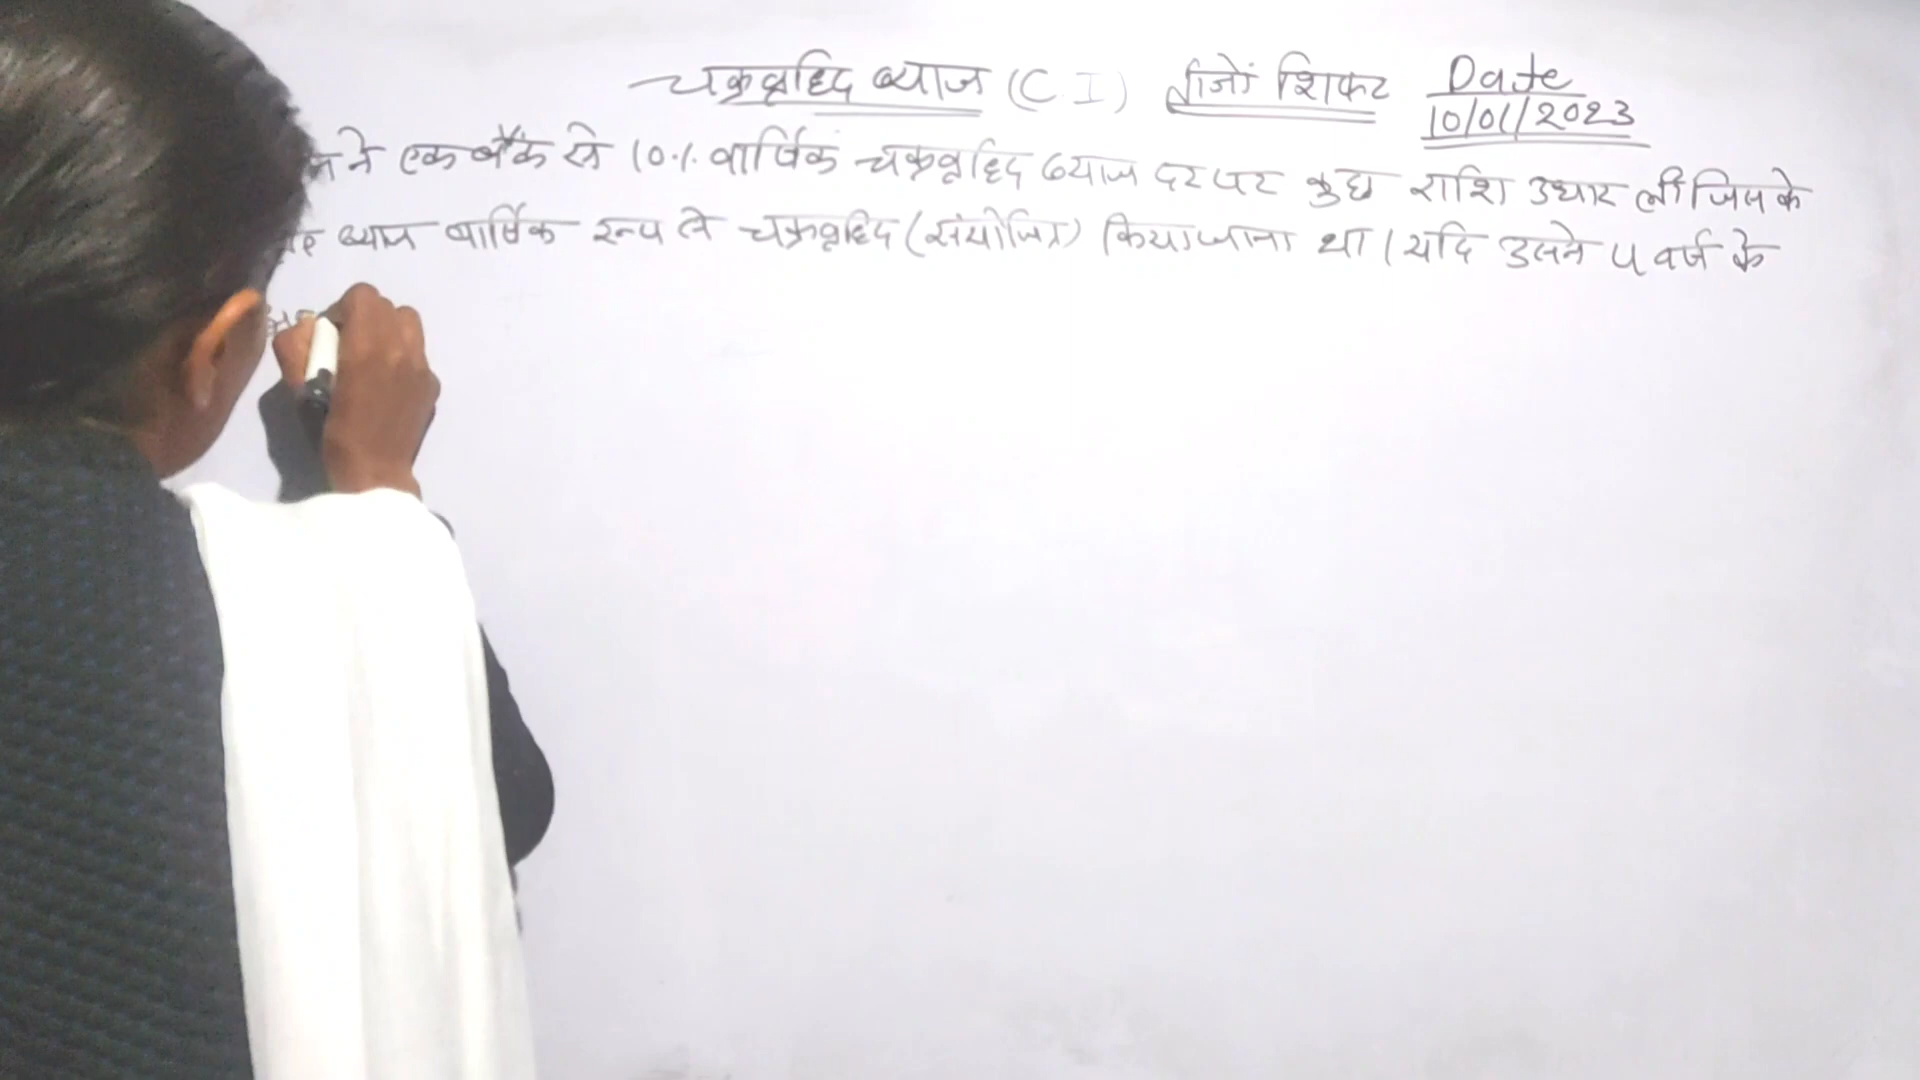 चक्रवृद्धि ब्याज (C I) तीनों शिफ्ट Date
10/01/2023
ने एक बैंक से 10% वार्षिक चक्रवृद्धि ब्याज दर पर कुछ राशि उधार ली जिस के
ब्याज वार्षिक रूप से चक्रवृद्धि (संयोजित) किया जाना था। यदि उसने 4 वर्ष के